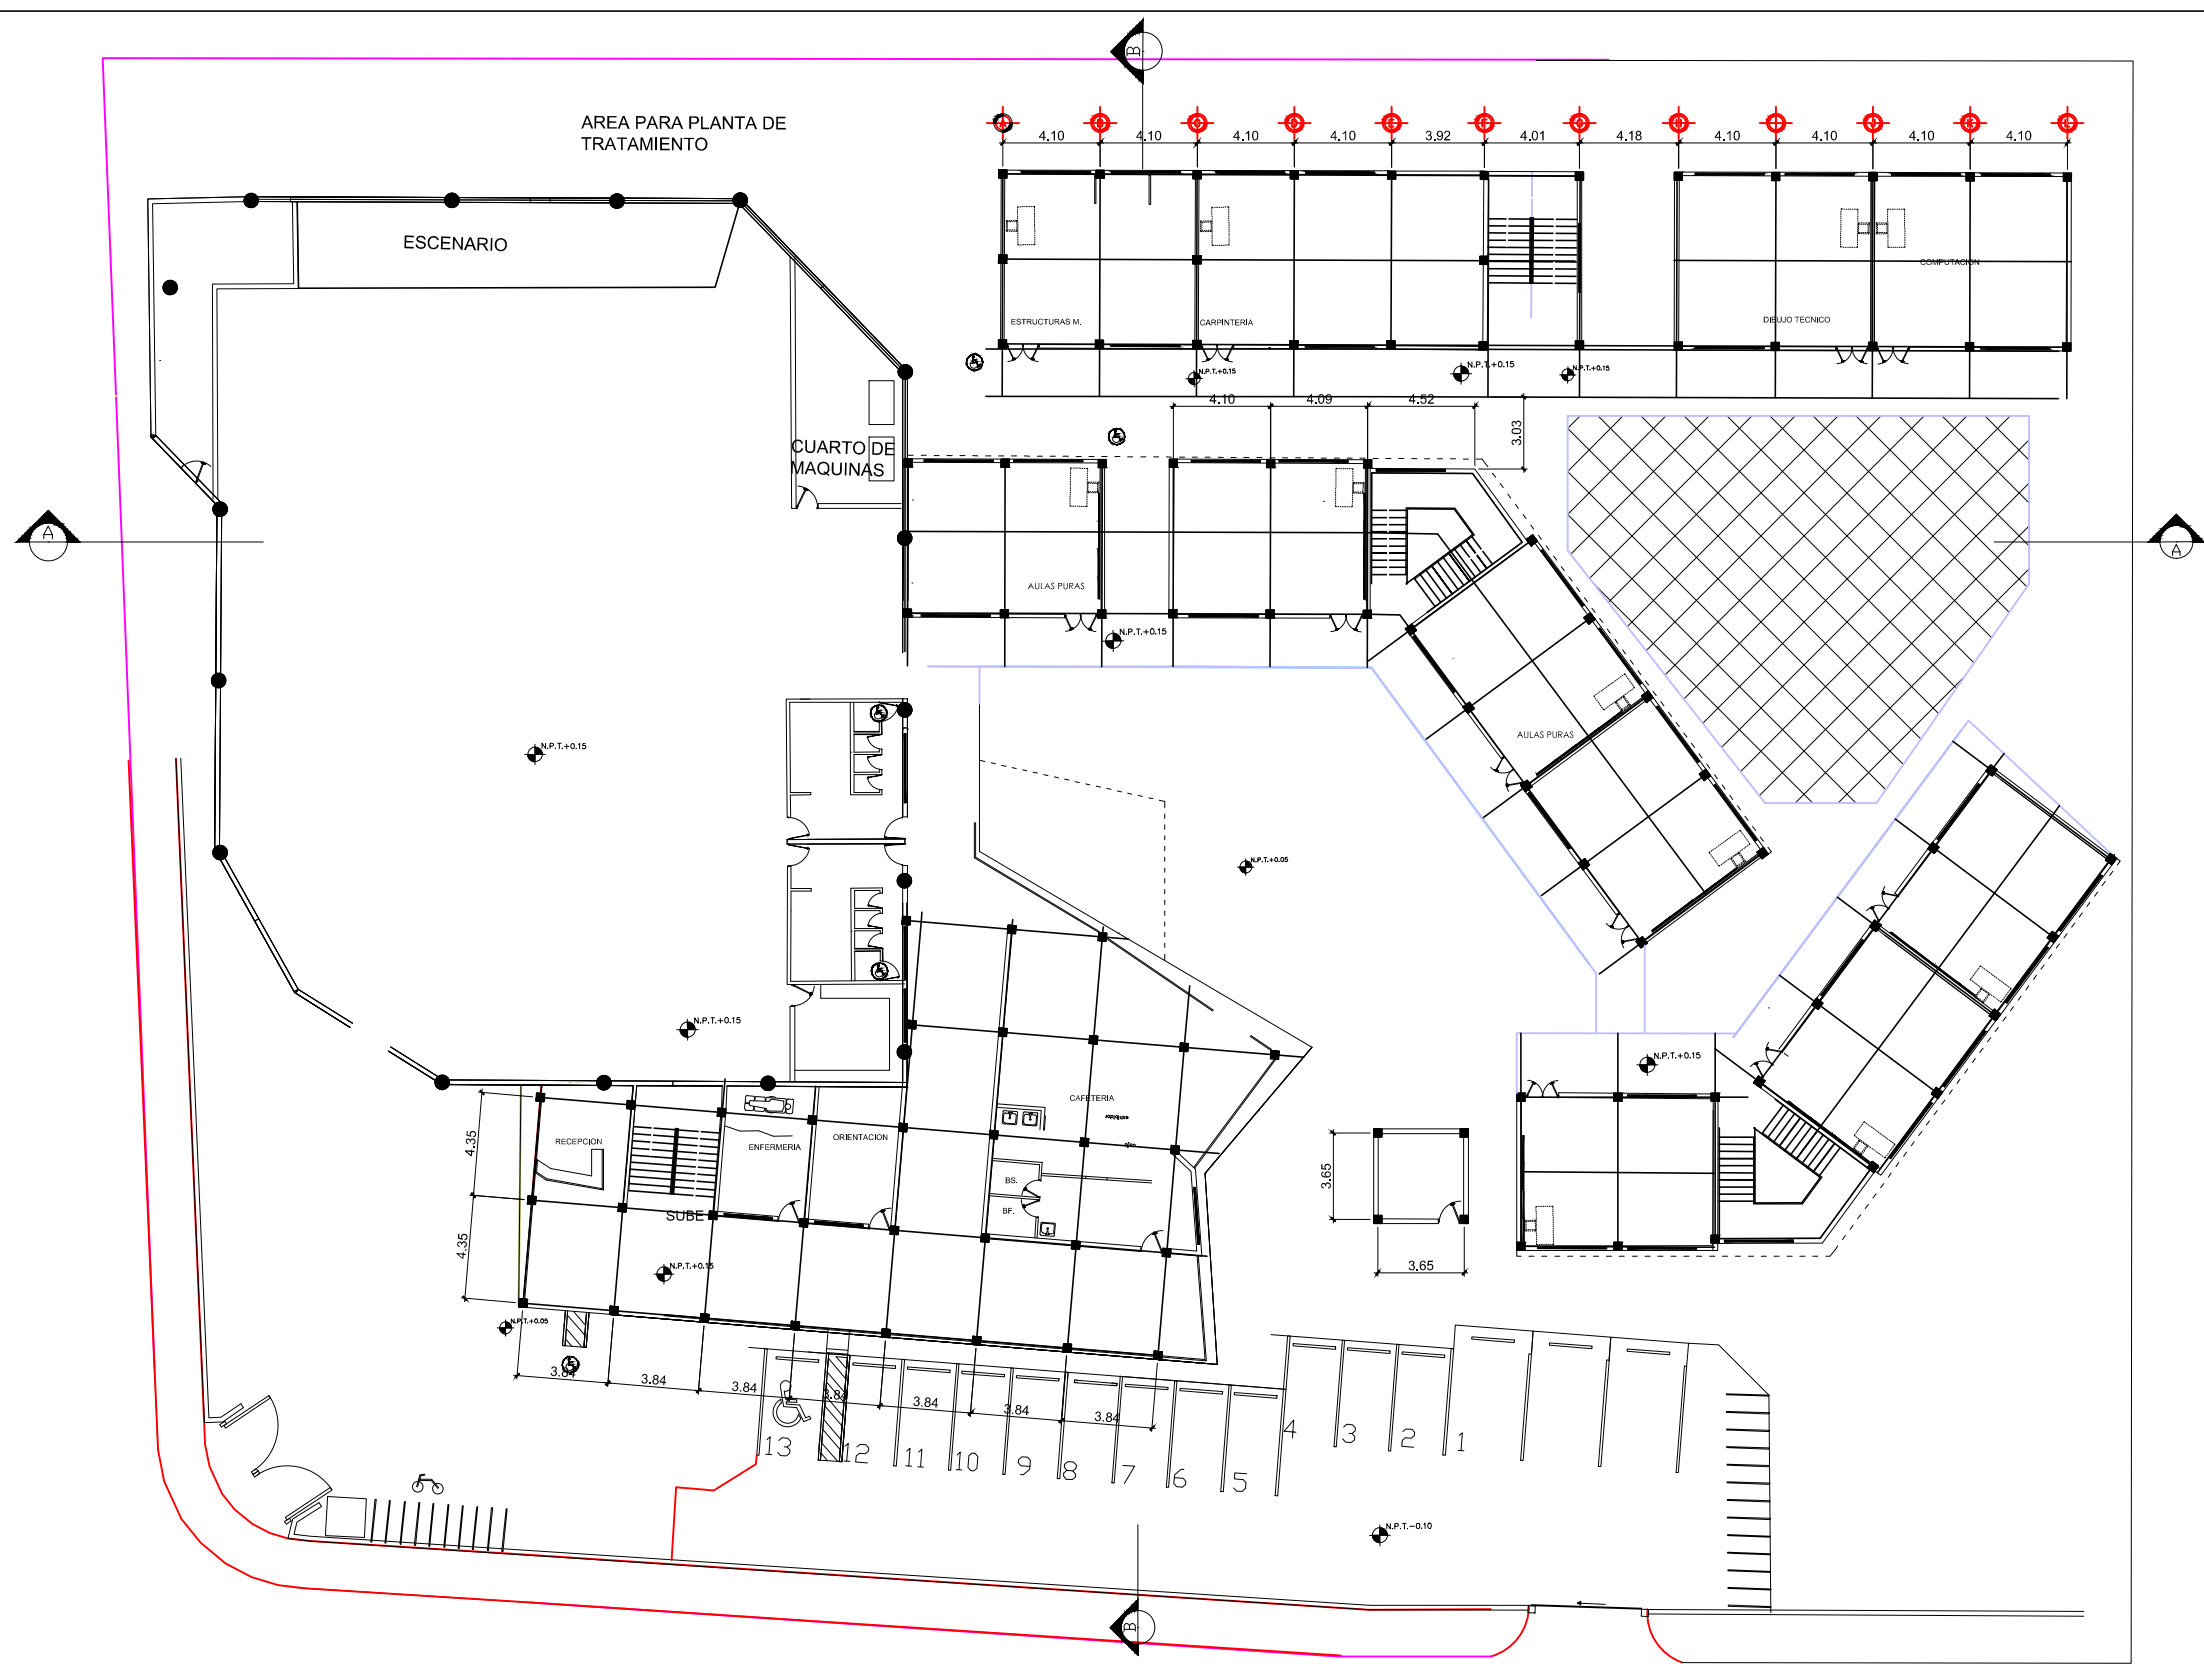 B
AREA PARA PLANTA DE
TRATAMIENTO
4.10
4.10
4.10
4.10
3.92
4.01
4.18
4.10
4.10
4.10
4.10
ESCENARIO
COMPUTACION
ESTRUCTURAS M.
CARPINTERIA
DIBUJO TECNICO
N.P.T.+0.15
N.P.T.+0.15
N.P.T.+0.15
4.10
4.09
4.52
3.03
CUARTO DE
MAQUINAS
A
A
AULAS PURAS
N.P.T.+0.15
AULAS PURAS
N.P.T.+0.15
N.P.T.+0.05
N.P.T.+0.15
N.P.T.+0.15
CAFETERIA
exhibidor
4.35
RECEPCION
ENFERMERIA
ORIENTACION
BS.
BF.
SUBE
3.65
3.65
4.35
N.P.T.+0.15
N.P.T.+0.05
3.84
3.84
3.84
3.84
3.84
3.84
3.84
13
12
11
10
9
8
7
6
5
4
3
2
1
N.P.T.-0.10
B